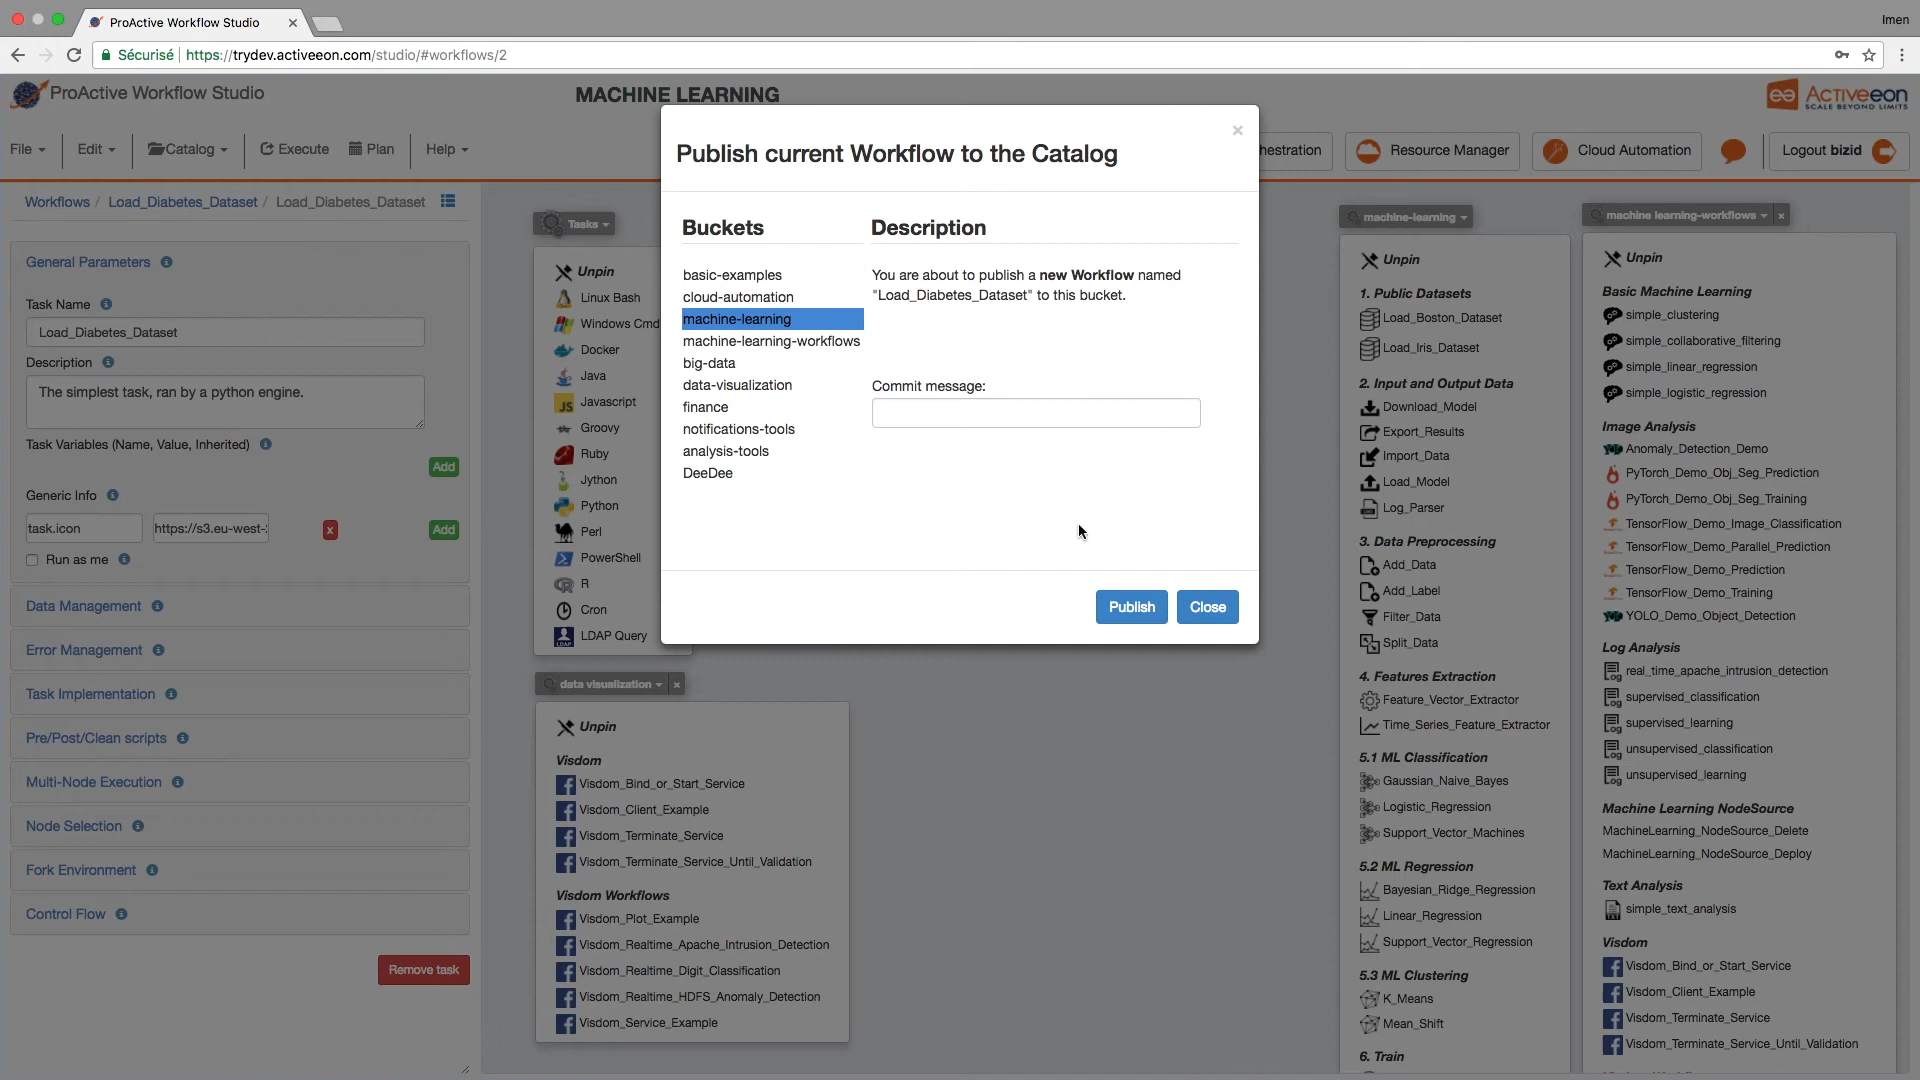 ProActive Workflow Studio
Imen
Sécurisé
https://trydev.activeeon.com/studio/#workflows/2
ProActive Workflow Studio
MACHINE LEARNING
Activeeon
SCALE BEYOND LIMITS
File
Edit
Catalog
Execute
Plan
Help
hestration
Resource Manager
Cloud Automation
Logout bizid
Workflows / Load_Diabetes_Dataset / Load_Diabetes_Dataset
General Parameters
Task Name
Load_Diabetes_Dataset
Description
The simplest task, ran by a python engine.
Task Variables (Name, Value, Inherited)
Add
Generic Info
task.icon
https://s3.eu-west-
x
Add
Run as me
Data Management
Error Management
Task Implementation
Pre/Post/Clean scripts
Multi-Node Execution
Node Selection
Fork Environment
Control Flow
Remove task
Tasks
Unpin
Linux Bash
Windows Cmd
Docker
Java
JS Javascript
Groovy
Ruby
Jython
Python
Perl
PowerShell
R
Cron
LDAP LDAP Query
data visualization
x
Unpin
Visdom
Visdom_Bind_or_Start_Service
Visdom_Client_Example
Visdom_Terminate_Service
Visdom_Terminate_Service_Until_Validation
Visdom Workflows
Visdom_Plot_Example
Visdom_Realtime_Apache_Intrusion_Detection
Visdom_Realtime_Digit_Classification
Visdom_Realtime_HDFS_Anomaly_Detection
Visdom_Service_Example
Publish current Workflow to the Catalog
×
Buckets
basic-examples
cloud-automation
machine-learning
machine-learning-workflows
big-data
data-visualization
finance
notifications-tools
analysis-tools
DeeDee
Description
You are about to publish a new Workflow named
"Load_Diabetes_Dataset" to this bucket.
Commit message:
Publish
Close
machine-learning
Unpin
1. Public Datasets
Load_Boston_Dataset
Load_Iris_Dataset
2. Input and Output Data
Download_Model
Export_Results
Import_Data
Load_Model
Log_Parser
3. Data Preprocessing
Add_Data
Add_Label
Filter_Data
Split_Data
4. Features Extraction
Feature_Vector_Extractor
Time_Series_Feature_Extractor
5.1 ML Classification
Gaussian_Naive_Bayes
Logistic_Regression
Support_Vector_Machines
5.2 ML Regression
Bayesian_Ridge_Regression
Linear_Regression
Support_Vector_Regression
5.3 ML Clustering
K_Means
Mean_Shift
6. Train
machine learning-workflows
x
Unpin
Basic Machine Learning
simple_clustering
simple_collaborative_filtering
simple_linear_regression
simple_logistic_regression
Image Analysis
Anomaly_Detection_Demo
PyTorch_Demo_Obj_Seg_Prediction
PyTorch_Demo_Obj_Seg_Training
TensorFlow_Demo_Image_Classification
TensorFlow_Demo_Parallel_Prediction
TensorFlow_Demo_Prediction
TensorFlow_Demo_Training
YOLO_Demo_Object_Detection
Log Analysis
real_time_apache_intrusion_detection
supervised_classification
supervised_learning
unsupervised_classification
unsupervised_learning
Machine Learning NodeSource
MachineLearning_NodeSource_Delete
MachineLearning_NodeSource_Deploy
Text Analysis
simple_text_analysis
Visdom
Visdom_Bind_or_Start_Service
Visdom_Client_Example
Visdom_Terminate_Service
Visdom_Terminate_Service_Until_Validation